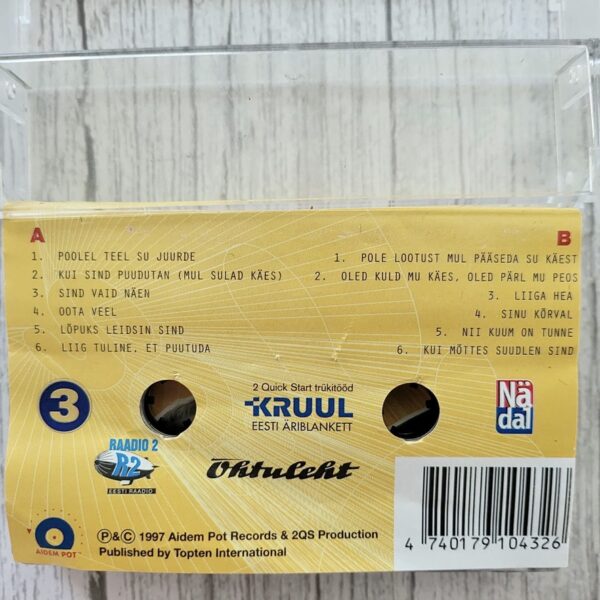 A
1. POOLEL TEEL SU JUURDE
2. KUI SIND PUUDUTAN (MUL SULAD KÄES)
3. SIND VAID NÄEN
4. OOTA VEEL
5. LÕPUKS LEIDSIN SIND
6. LIIG TULINE, ET PUUTUDA
B
1. POLE LOOTUST MUL PÄÄSEDA SU KÄEST
2. OLED KULD MU KÄES, OLED PÄRL MU PEOS
3. LIIGA HEA
4. SINU KÕRVAL
5. NII KUUM ON TUNNE
6. KUI MÕTTES SUUDLEN SIND
3
2 Quick Start trükitööd
KRUUL
EESTI ÄRIBLANKETT
Nä
dal
RAADIO 2
R2
EESTI RAADIO
Õhtuleht
AIDEM POT
Ⓟ&© 1997 Aidem Pot Records & 2QS Production
Published by Topten International
4 740179 104326